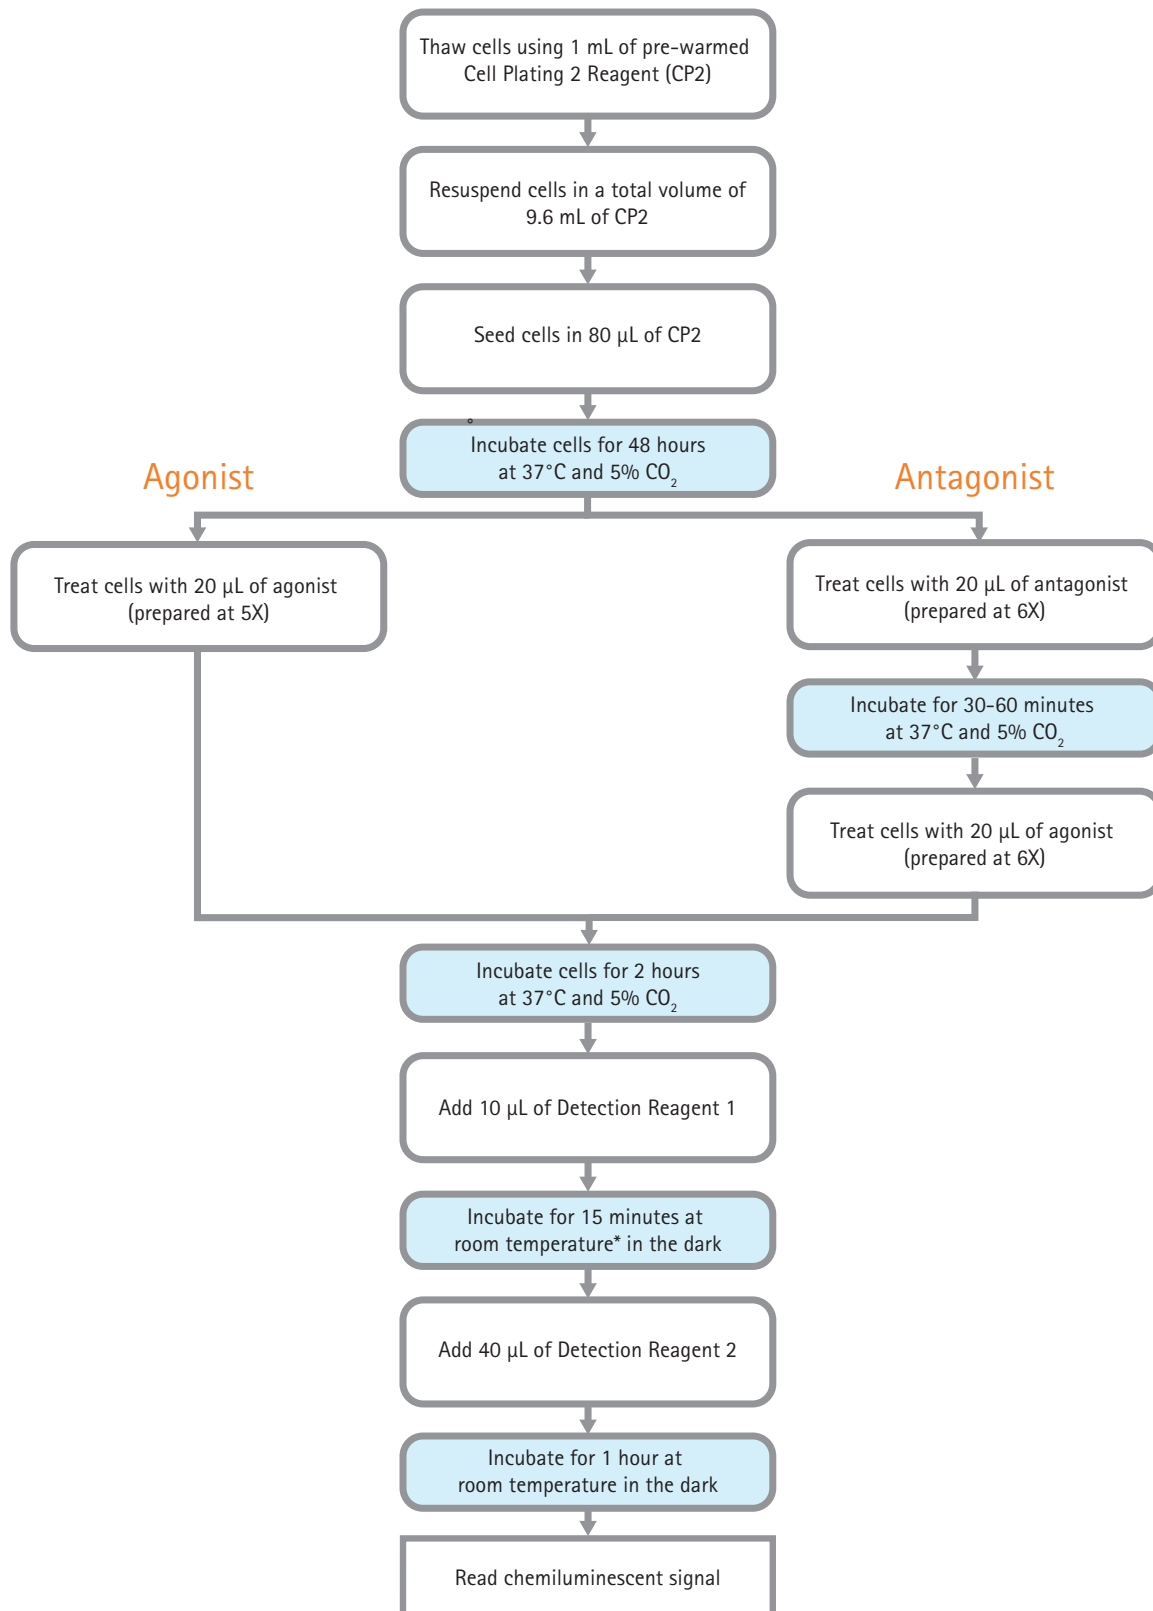 Thaw cells using 1 mL of pre-warmed
Cell Plating 2 Reagent (CP2)
Resuspend cells in a total volume of
9.6 mL of CP2
Seed cells in 80 µL of CP2
Incubate cells for 48 hours
at 37°C and 5% CO₂
Agonist
Antagonist
Treat cells with 20 µL of agonist
(prepared at 5X)
Treat cells with 20 µL of antagonist
(prepared at 6X)
Incubate for 30-60 minutes
at 37°C and 5% CO₂
Treat cells with 20 µL of agonist
(prepared at 6X)
Incubate cells for 2 hours
at 37°C and 5% CO₂
Add 10 µL of Detection Reagent 1
Incubate for 15 minutes at
room temperature* in the dark
Add 40 µL of Detection Reagent 2
Incubate for 1 hour at
room temperature in the dark
Read chemiluminescent signal